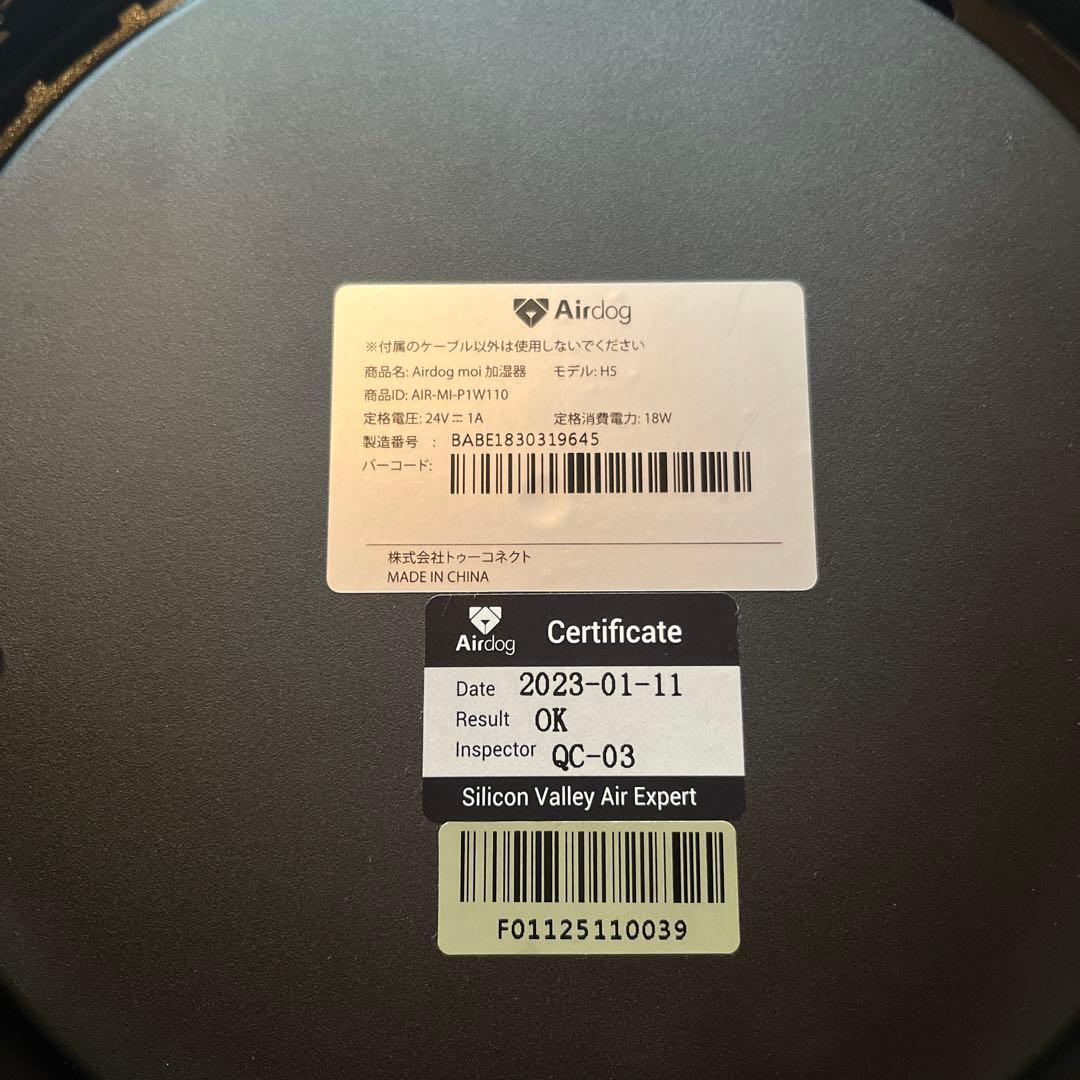 Airdog
※付属のケーブル以外は使用しないでください
商品名: Airdog moi 加湿器 モデル: H5
商品ID: AIR-MI-P1W110
定格電圧: 24V⎓1A 定格消費電力: 18W
製造番号 : BABE1830319645
バーコード:
株式会社トゥーコネクト
MADE IN CHINA
Airdog Certificate
Date 2023-01-11
Result OK
Inspector QC-03
Silicon Valley Air Expert
F01125110039